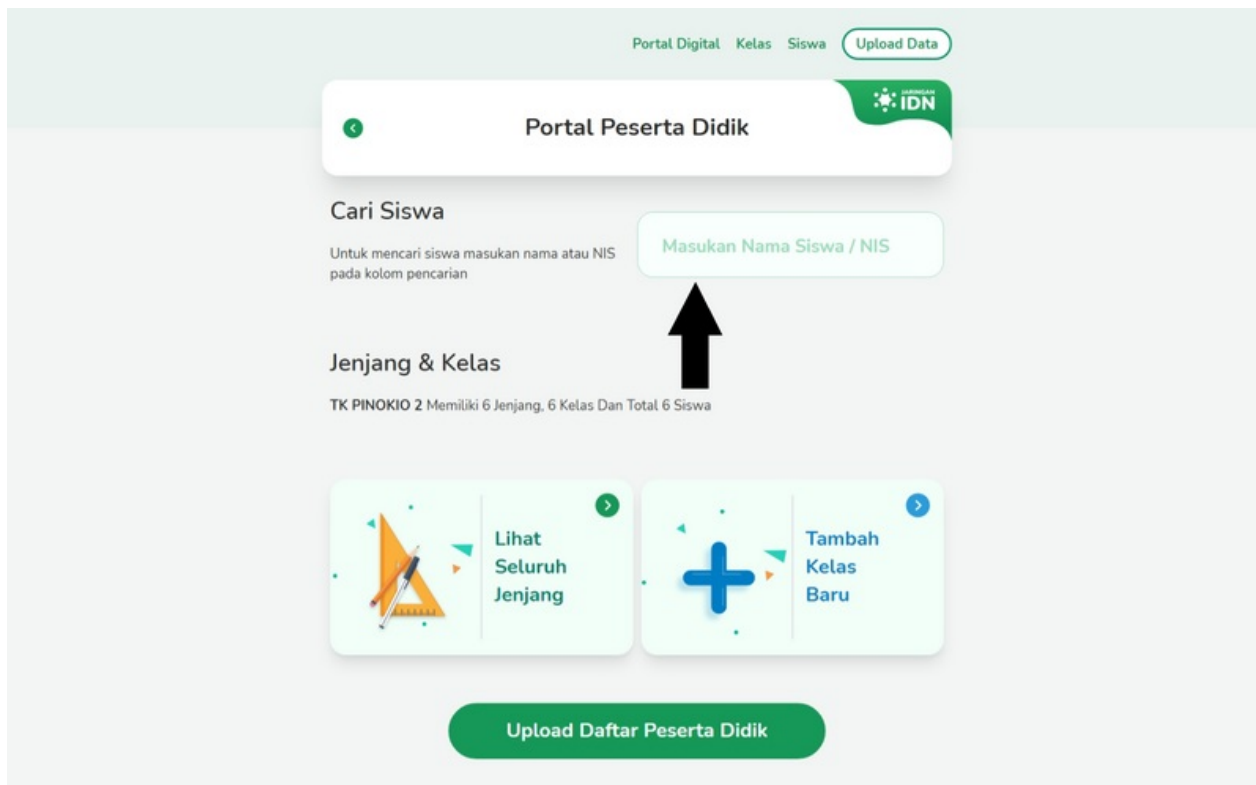 Portal Digital Kelas Siswa Upload Data
JARINGAN
IDN
Portal Peserta Didik
Cari Siswa
Untuk mencari siswa masukan nama atau NIS
pada kolom pencarian
Masukan Nama Siswa / NIS
Jenjang & Kelas
TK PINOKIO 2 Memiliki 6 Jenjang, 6 Kelas Dan Total 6 Siswa
Lihat
Seluruh
Jenjang
Tambah
Kelas
Baru
Upload Daftar Peserta Didik